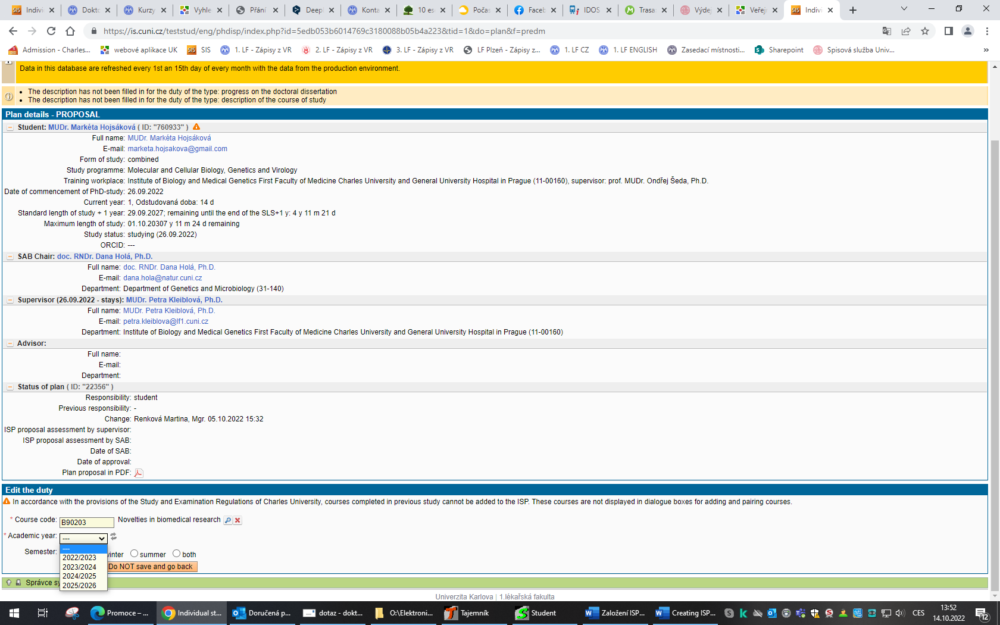 Indivi
Dokto
Kurzy
Vyhle
Přání
Deepl
Konta
10 ese
Počas
Faceb
IDOS
Trasa:
Výdej
Veřej
Indivi
https://is.cuni.cz/teststud/eng/phdisp/index.php?id=5edb053b6014769c3180088b05b4a223&tid=1&do=plan&f=predm
Admission - Charles...
webové aplikace UK
SIS
1. LF - Zápisy z VR
2. LF - Zápisy z VR
3. LF - Zápisy z VR
LF Plzeň - Zápisy z...
1. LF CZ
1. LF ENGLISH
Zasedací místnosti...
Sharepoint
Spisová služba Univ...
»
Data in this database are refreshed every 1st an 15th day of every month with the data from the production environment.
• The description has not been filled in for the duty of the type: progress on the doctoral dissertation
• The description has not been filled in for the duty of the type: description of the course of study
Plan details - PROPOSAL
Student: MUDr. Markéta Hojsáková ( ID: "760933" )
Full name: MUDr. Markéta Hojsáková
E-mail: marketa.hojsakova@gmail.com
Form of study: combined
Study programme: Molecular and Cellular Biology, Genetics and Virology
Training workplace: Institute of Biology and Medical Genetics First Faculty of Medicine Charles University and General University Hospital in Prague (11-00160), supervisor: prof. MUDr. Ondřej Šeda, Ph.D.
Date of commencement of PhD-study: 26.09.2022
Current year: 1, Odstudovaná doba: 14 d
Standard length of study + 1 year: 29.09.2027; remaining until the end of the SLS+1 y: 4 y 11 m 21 d
Maximum length of study: 01.10.20307 y 11 m 24 d remaining
Study status: studying (26.09.2022)
ORCID: ---
SAB Chair: doc. RNDr. Dana Holá, Ph.D.
Full name: doc. RNDr. Dana Holá, Ph.D.
E-mail: dana.hola@natur.cuni.cz
Department: Department of Genetics and Microbiology (31-140)
Supervisor (26.09.2022 - stays): MUDr. Petra Kleiblová, Ph.D.
Full name: MUDr. Petra Kleiblová, Ph.D.
E-mail: petra.kleiblova@lf1.cuni.cz
Department: Institute of Biology and Medical Genetics First Faculty of Medicine Charles University and General University Hospital in Prague (11-00160)
Advisor:
Full name:
E-mail:
Department:
Status of plan ( ID: "22356" )
Responsibility: student
Previous responsibility: -
Change: Renková Martina, Mgr. 05.10.2022 15:32
ISP proposal assessment by supervisor:
ISP proposal assessment by SAB:
Date of SAB:
Date of approval:
Plan proposal in PDF:
Edit the duty
In accordance with the provisions of the Study and Examination Regulations of Charles University, courses completed in previous study cannot be added to the ISP. These courses are not displayed in dialogue boxes for adding and pairing courses.
* Course code: B90203 Novelties in biomedical research
* Academic year: ---
---
Semester: inter summer both
2022/2023
2023/2024
2024/2025
2025/2026
Do NOT save and go back
Správce sy
Univerzita Karlova | 1.lékařská fakulta
Promoce – ...
Individual st...
Doručená p...
dotaz - dokt...
O:\Elektroni...
Tajemník
Student
Založení ISP...
Creating ISP...
CES
13:52
14.10.2022
12